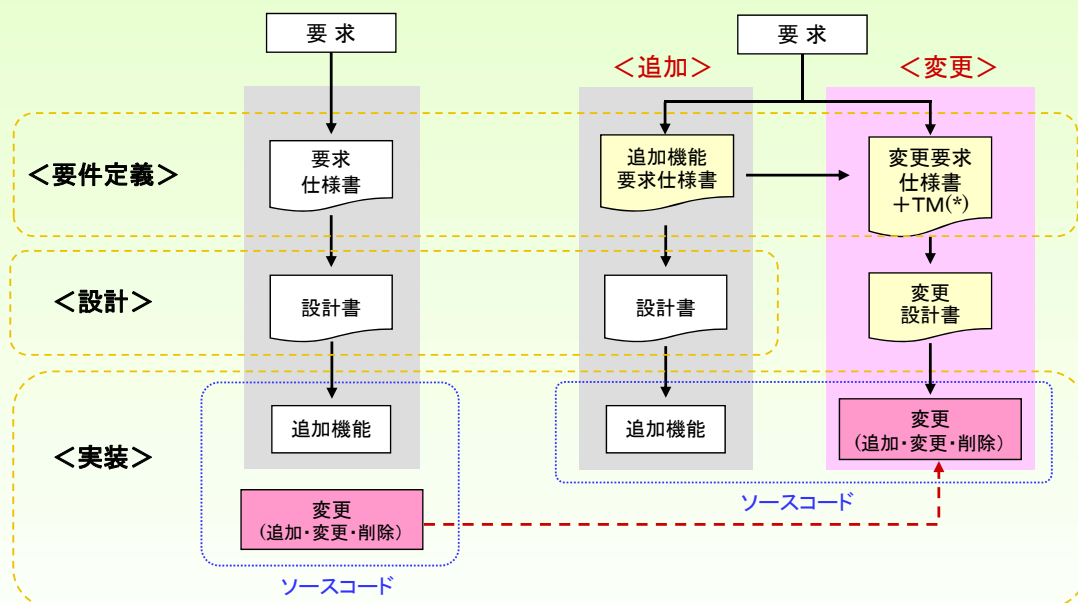 要 求
要 求
＜追加＞
＜変更＞
＜要件定義＞
要求
仕様書
追加機能
要求仕様書
変更要求
仕様書
＋TM(*)
＜設計＞
設計書
設計書
変更
設計書
＜実装＞
追加機能
追加機能
変更
（追加・変更・削除）
ソースコード
変更
（追加・変更・削除）
ソースコード